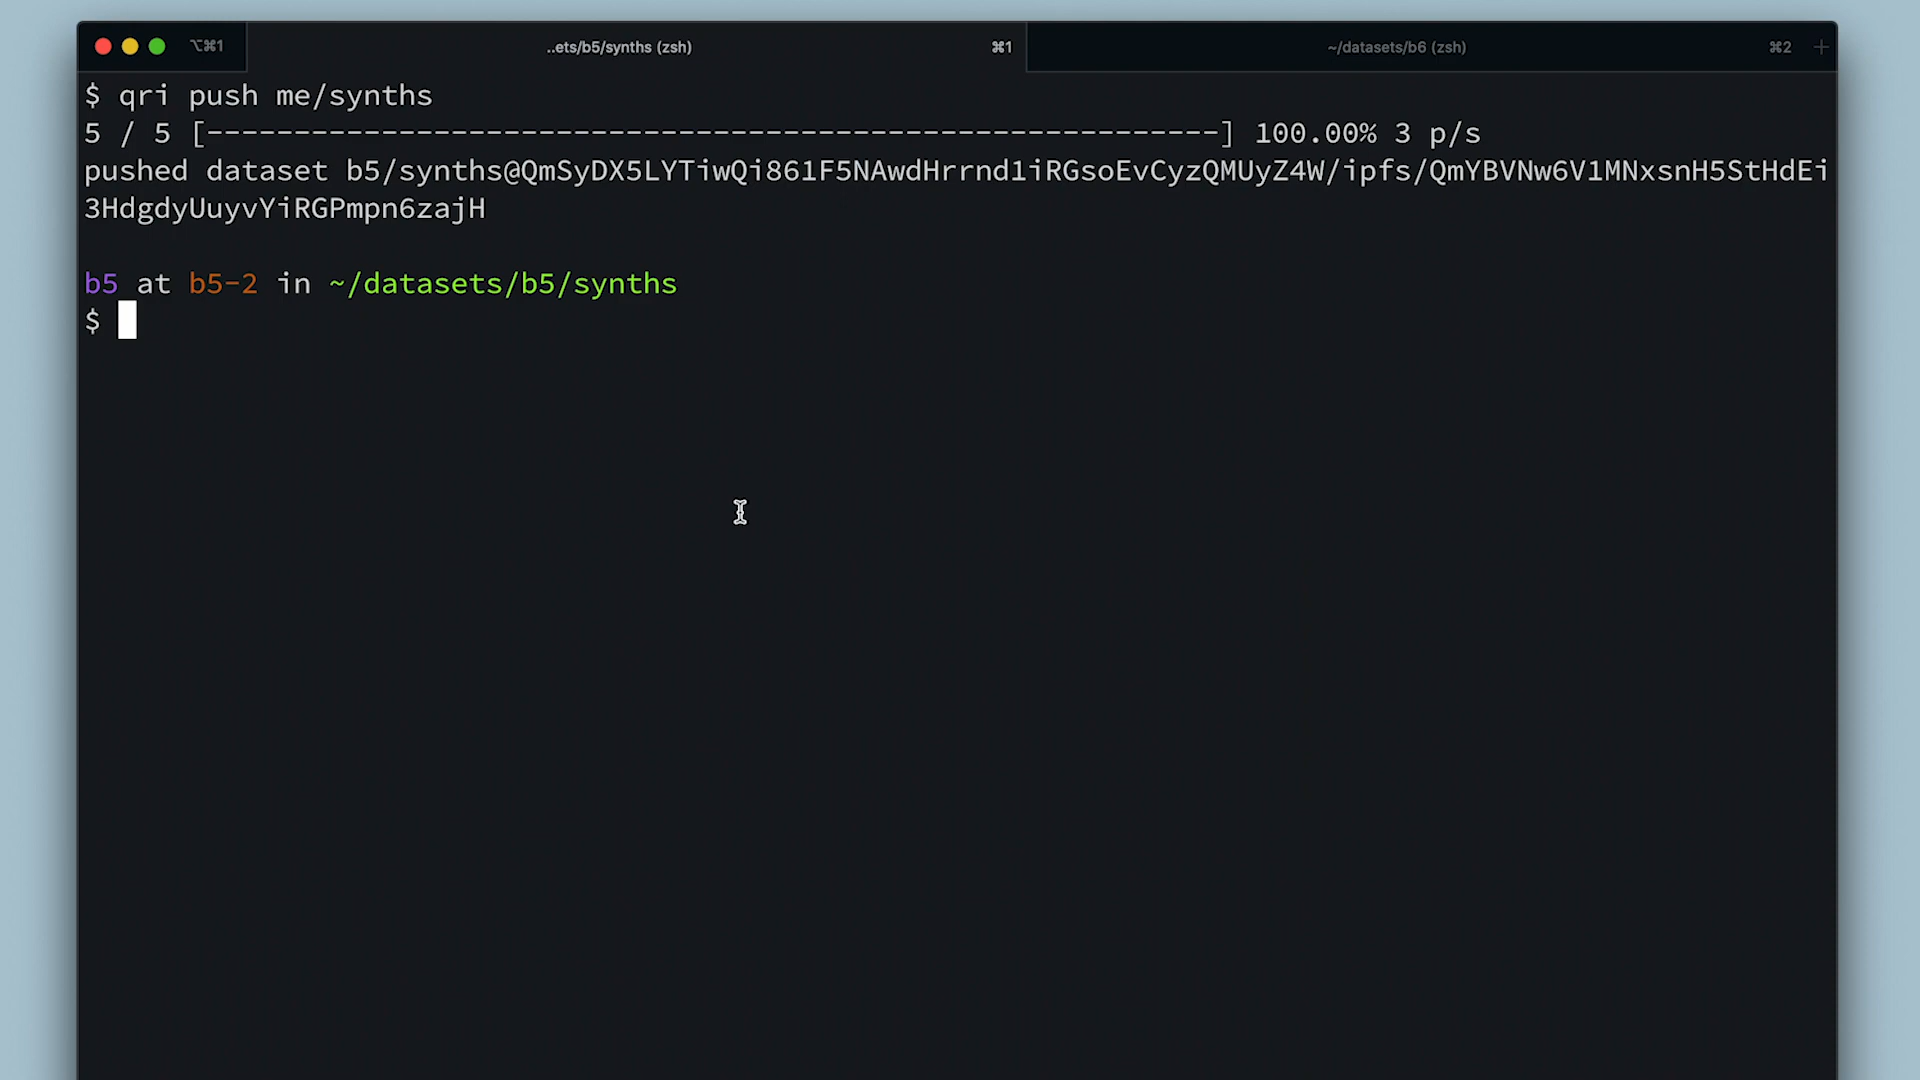 ⌥⌘1 ..ets/b5/synths (zsh) ⌘1 ~/datasets/b6 (zsh) ⌘2 +
$ qri push me/synths
5 / 5 [----------------------------------------------------------] 100.00% 3 p/s
pushed dataset b5/synths@QmSyDX5LYTiwQi861F5NAwdHrrnd1iRGsoEvCyzQMUyZ4W/ipfs/QmYBVNw6V1MNxsnH5StHdEi
3HdgdyUuyvYiRGPmpn6zajH
b5 at b5-2 in ~/datasets/b5/synths
$